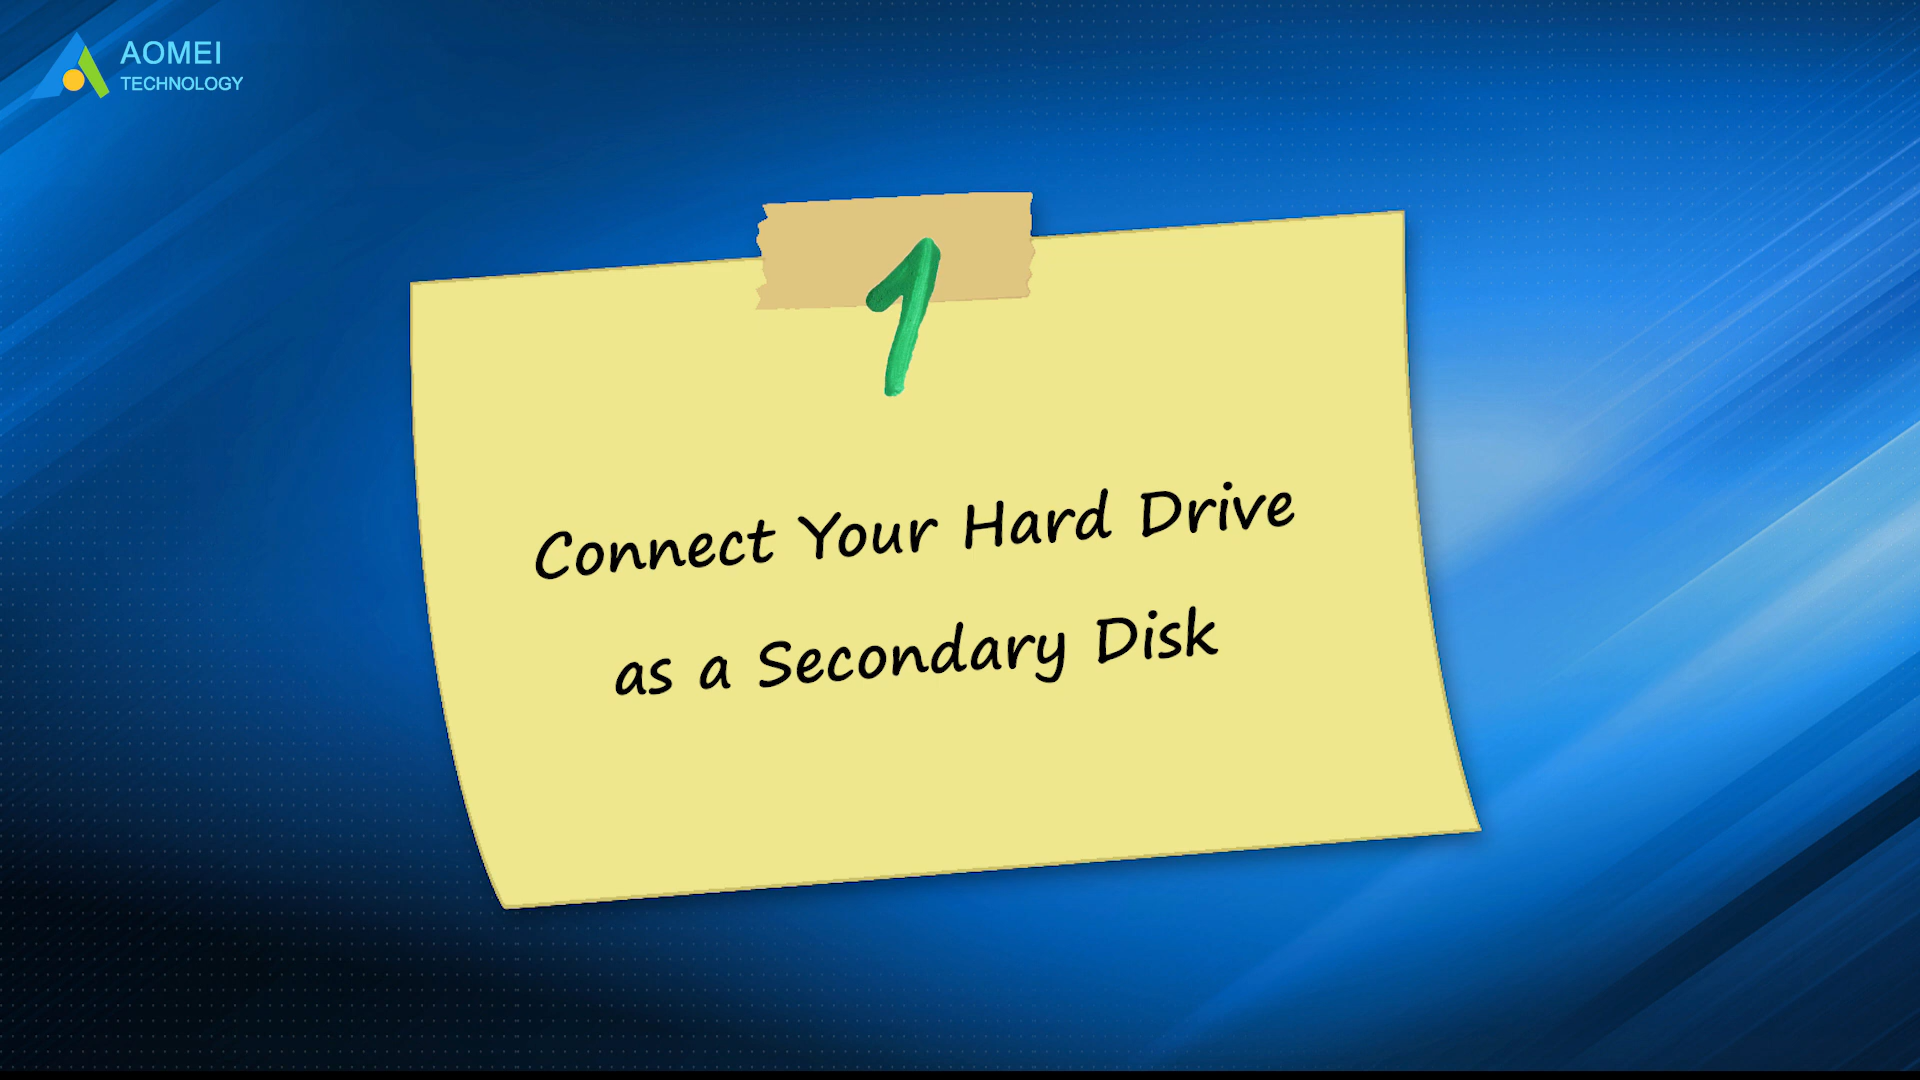 AOMEI
TECHNOLOGY
1
Connect Your Hard Drive
as a Secondary Disk